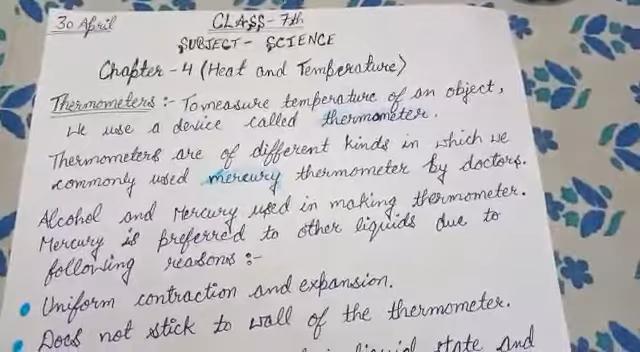 30 April
CLASS - 7th
SUBJECT - SCIENCE
Chapter - 4 (Heat and Temperature)
Thermometers :- To measure temperature of an object,
we use a device called thermometer.
Thermometers are of different kinds in which we
commonly used mercury thermometer by doctors.
Alcohol and Mercury used in making thermometer.
Mercury is preferred to other liquids due to
following reasons :-
• Uniform contraction and expansion.
• Does not stick to wall of the thermometer.
liquid state and